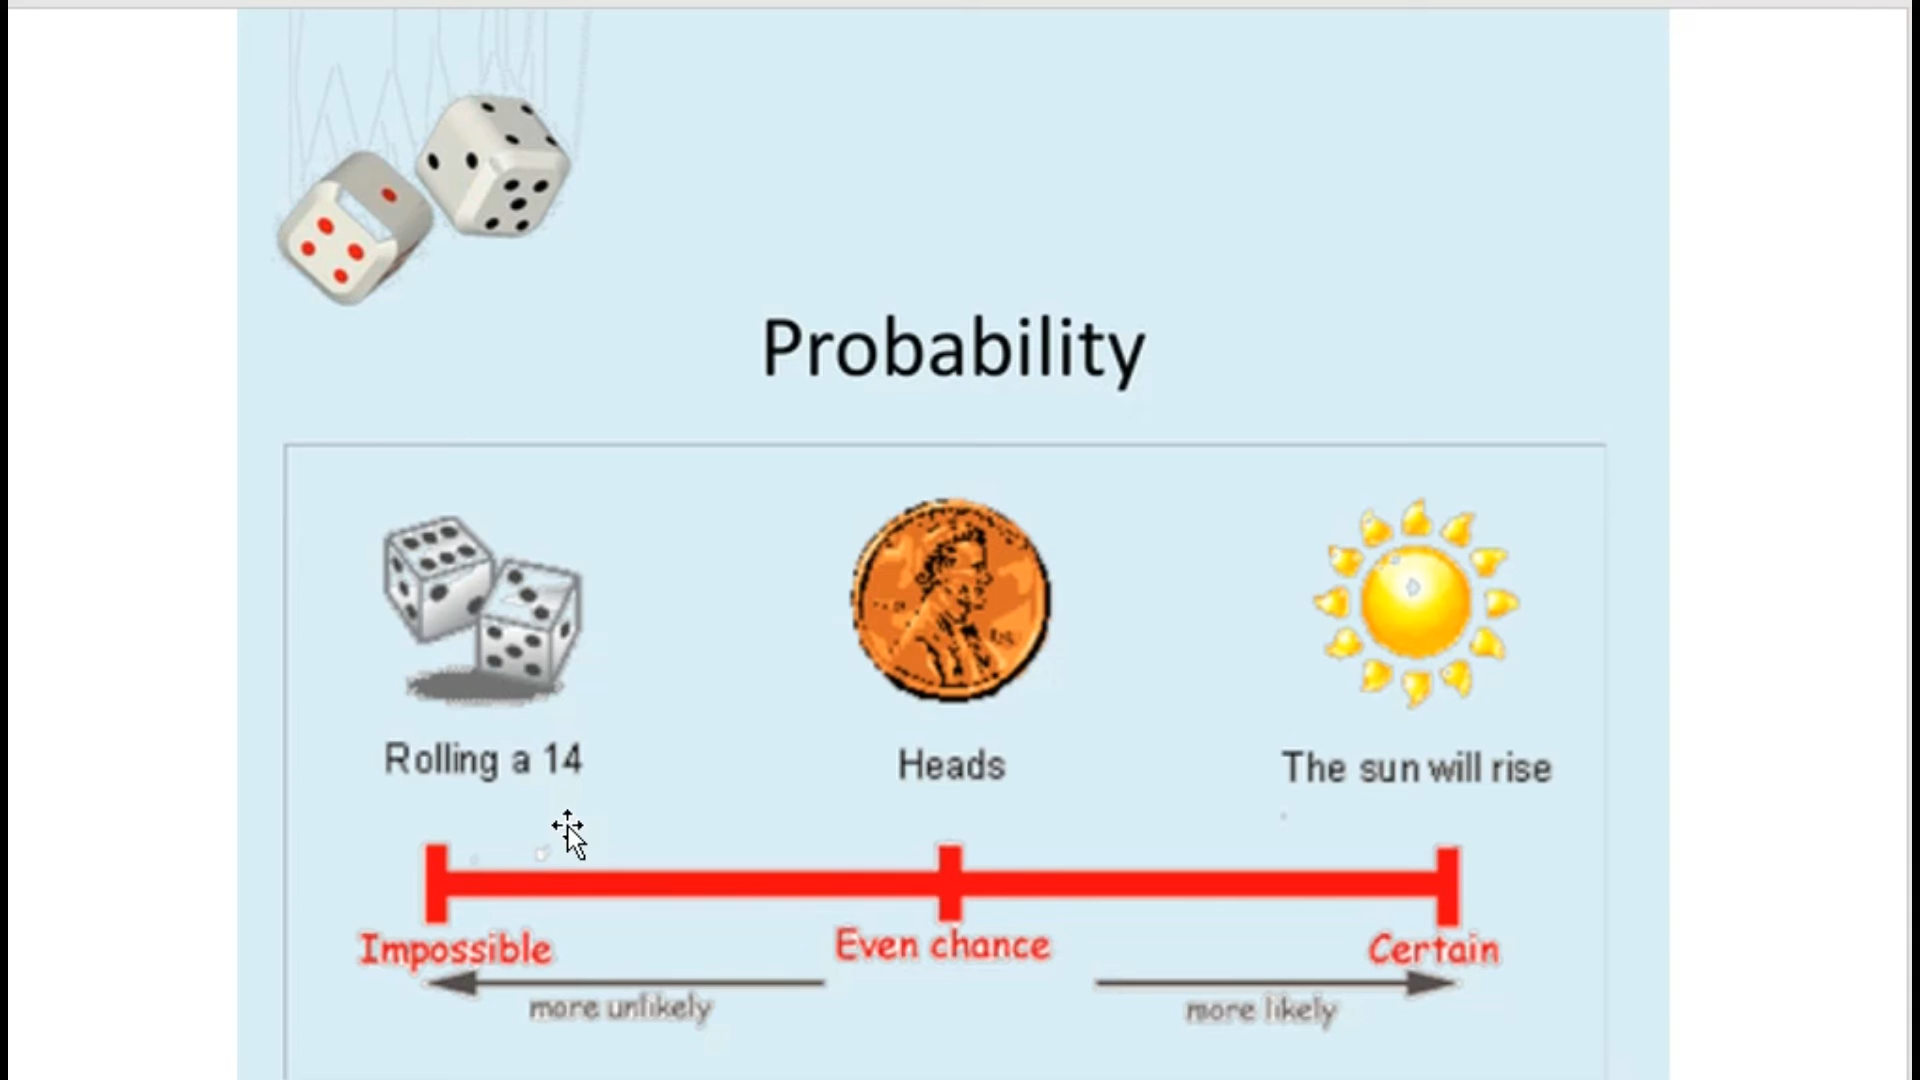 Probability
Rolling a 14
Heads
The sun will rise
Impossible
Even chance
Certain
more unlikely
more likely